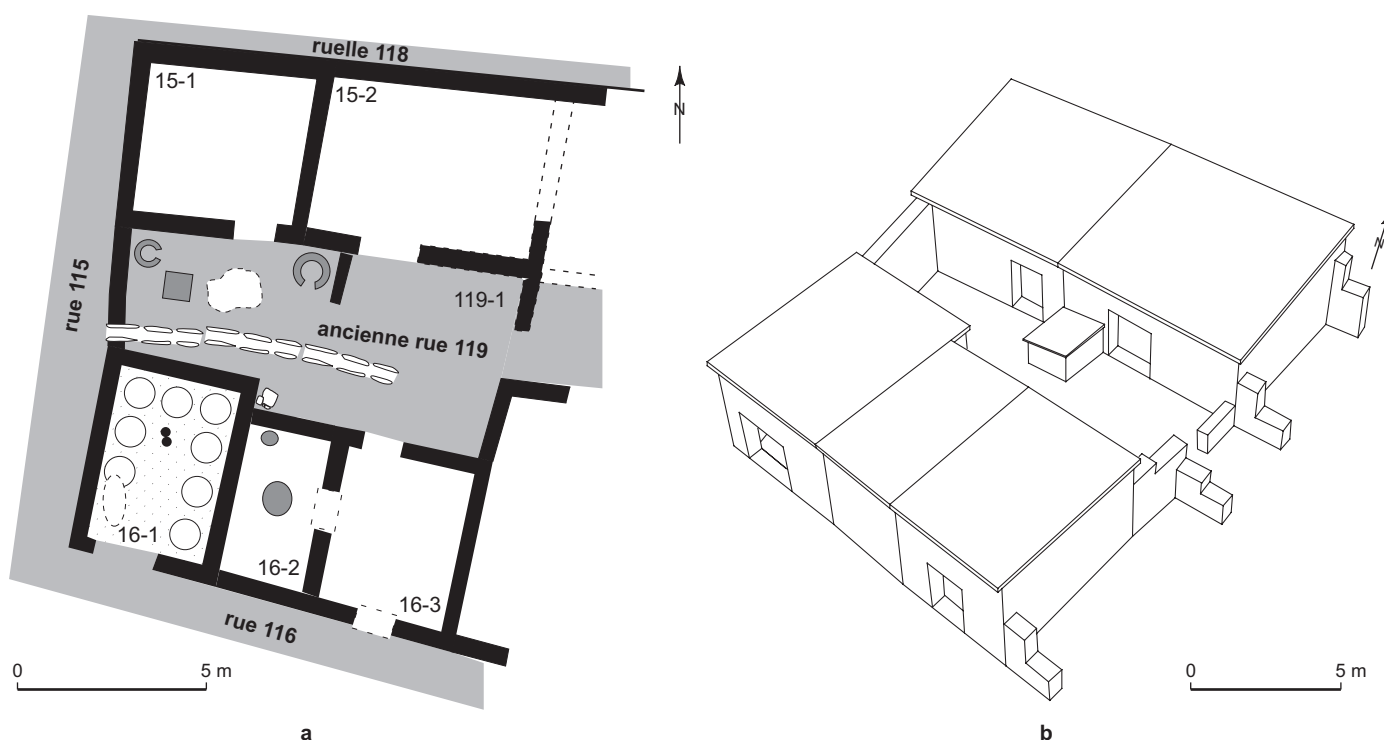 ruelle 118
15-1
15-2
N
rue 115
119-1
ancienne rue 119
16-1
16-2
16-3
rue 116
0 5 m
a
N
0 5 m
b